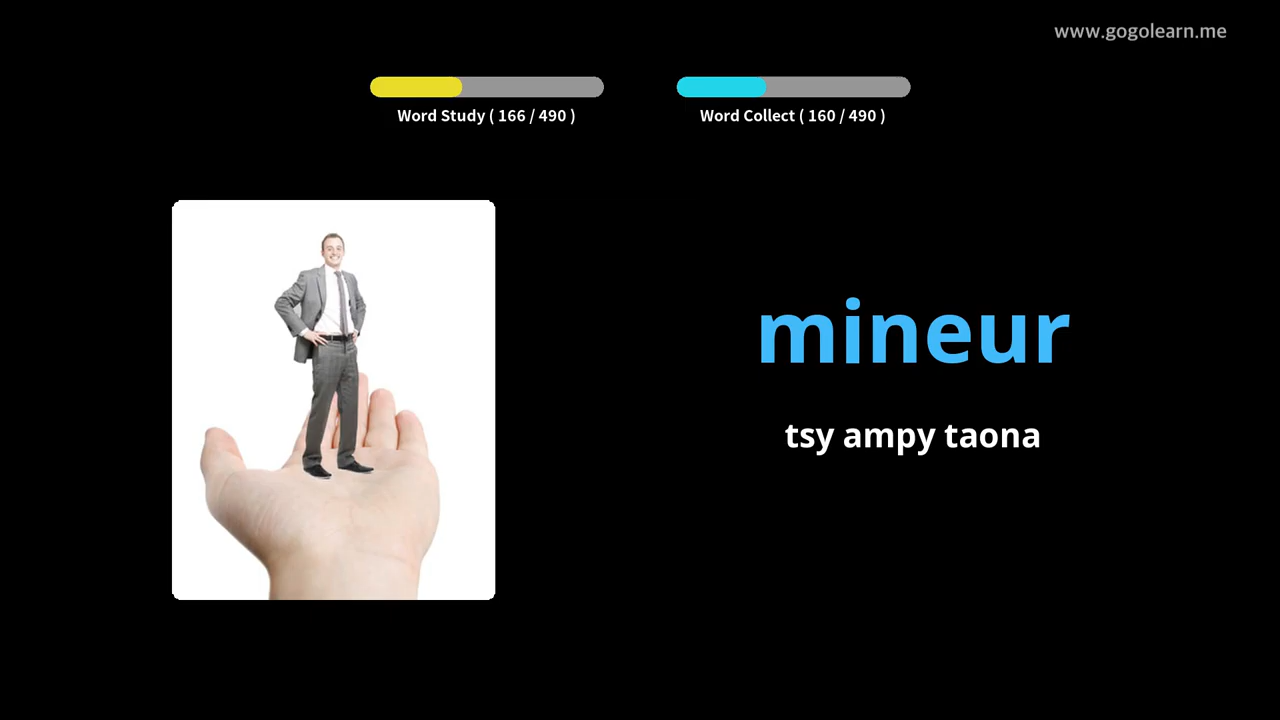 www.gogolearn.me
Word Study ( 166 / 490 )
Word Collect ( 160 / 490 )
mineur
tsy ampy taona